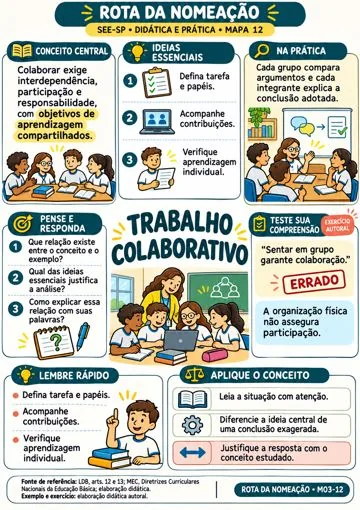 ROTA DA NOMEAÇÃO
SEE-SP • DIDÁTICA E PRÁTICA • MAPA 12
CONCEITO CENTRAL
Colaborar exige
interdependência,
participação e
responsabilidade,
com objetivos de
aprendizagem
compartilhados.
IDEIAS
ESSENCIAIS
1
Defina tarefa
e papéis.
2
Acompanhe
contribuições.
3
Verifique
aprendizagem
individual.
NA PRÁTICA
Cada grupo compara
argumentos e cada
integrante explica a
conclusão adotada.
PENSE E
RESPONDA
1
Que relação existe
entre o conceito e o
exemplo?
2
Qual das ideias
essenciais justifica
a análise?
3
Como explicar essa
relação com suas
palavras?
?
TRABALHO
COLABORATIVO
TESTE SUA
COMPREENSÃO
EXERCÍCIO
AUTORAL
“Sentar em grupo
garante colaboração.”
ERRADO
A organização física
não assegura
participação.
LEMBRE RÁPIDO
Defina tarefa e papéis.
Acompanhe
contribuições.
Verifique
aprendizagem
individual.
APLIQUE O CONCEITO
Leia a situação com atenção.
Diferencie a ideia central de
uma conclusão exagerada.
Justifique a resposta com o
conceito estudado.
Fonte de referência: LDB, arts. 12 e 13; MEC, Diretrizes Curriculares
Nacionais da Educação Básica; elaboração didática.
Exemplo e exercício: elaboração didática autoral.
ROTA DA NOMEAÇÃO • M03-12